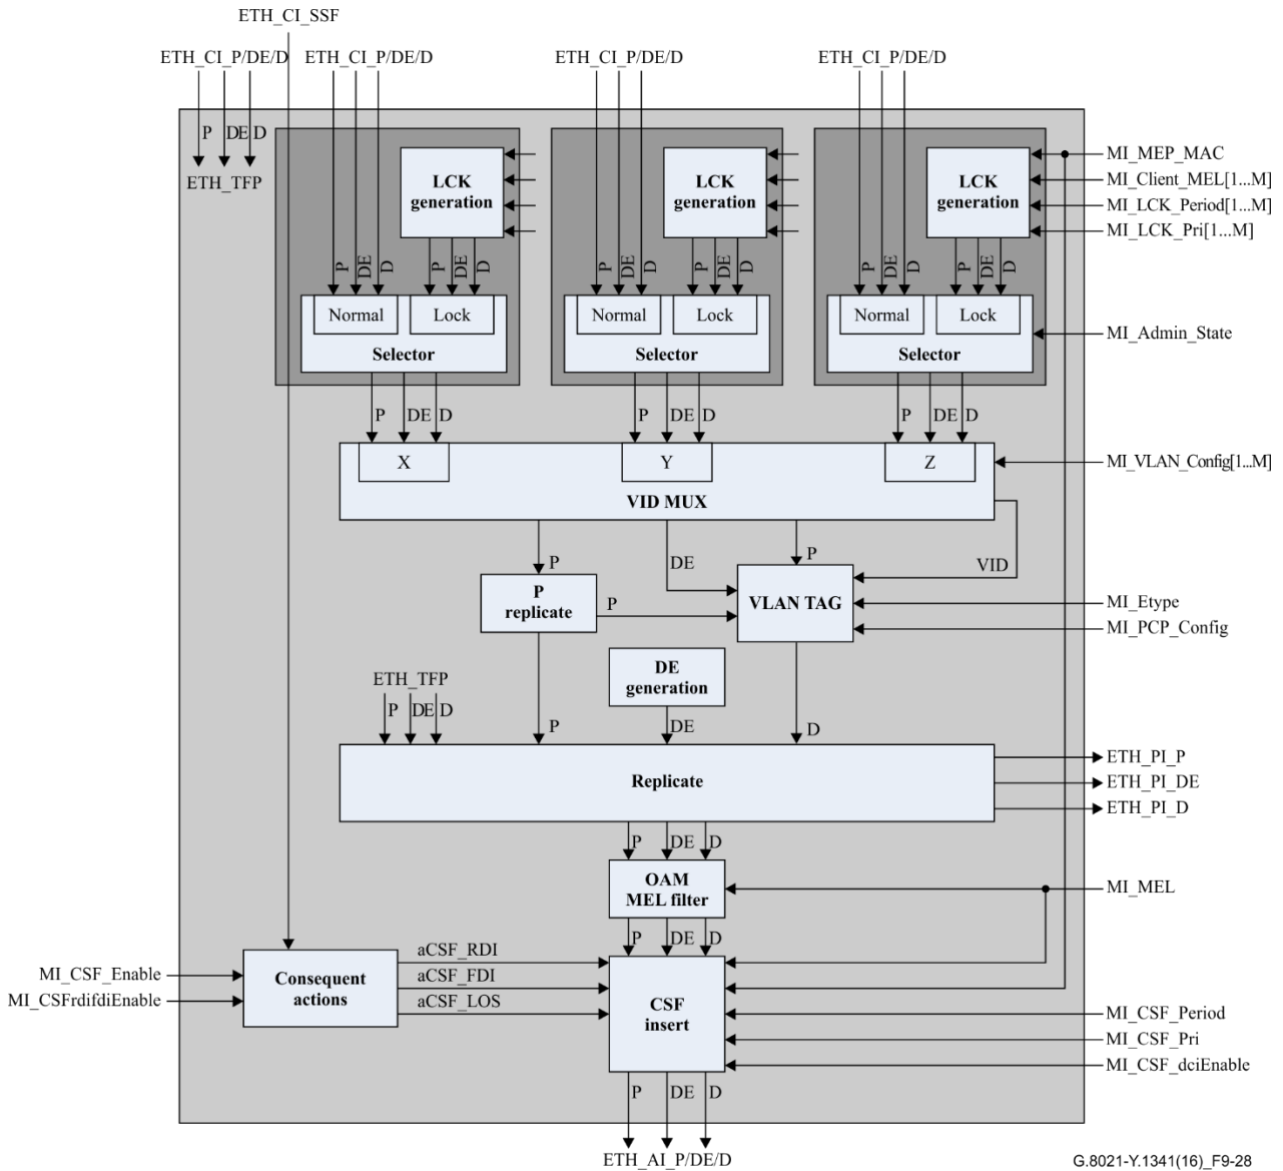 ETH_CI_SSF
ETH_CI_P/DE/D ETH_CI_P/DE/D ETH_CI_P/DE/D ETH_CI_P/DE/D
P DE D
ETH_TFP
LCK generation LCK generation LCK generation
MI_MEP_MAC
MI_Client_MEL[1...M]
MI_LCK_Period[1...M]
MI_LCK_Pri[1...M]
P DE D P DE D P DE D P DE D P DE D P DE D
Normal Lock Normal Lock Normal Lock
MI_Admin_State
Selector Selector Selector
P DE D P DE D P DE D
X Y Z
MI_VLAN_Config[1...M]
VID MUX
P DE P VID
P replicate
P
VLAN TAG
MI_Etype
MI_PCP_Config
DE generation
ETH_TFP
P DE D P DE D
Replicate
ETH_PI_P
ETH_PI_DE
ETH_PI_D
P DE D
OAM MEL filter
MI_MEL
P DE D
MI_CSF_Enable
MI_CSFrdifdiEnable
Consequent actions
aCSF_RDI
aCSF_FDI
aCSF_LOS
CSF insert
MI_CSF_Period
MI_CSF_Pri
MI_CSF_dciEnable
P DE D
ETH_AI_P/DE/D
G.8021-Y.1341(16)_F9-28